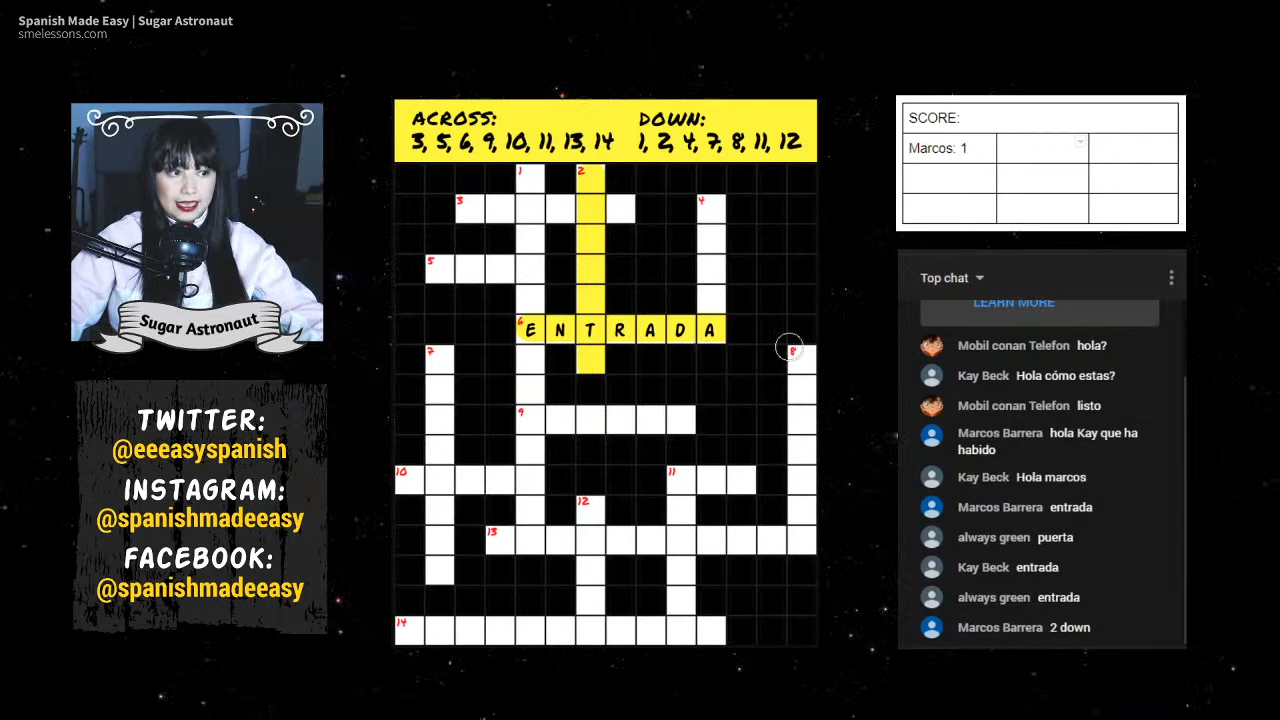 Spanish Made Easy | Sugar Astronaut
smelessons.com
Sugar Astronaut
TWITTER:
@eeeasyspanish
INSTAGRAM:
@spanishmadeeasy
FACEBOOK:
@spanishmadeeasy
ACROSS:
3, 5, 6, 9, 10, 11, 13, 14
DOWN:
1, 2, 4, 7, 8, 11, 12
1
2
3
4
5
6 E N T R A D A
7
8
9
10
11
12
13
14
SCORE:
Marcos: 1
Top chat
LEARN MORE
Mobil conan Telefon hola?
Kay Beck Hola cómo estas?
Mobil conan Telefon listo
Marcos Barrera hola Kay que ha
habido
Kay Beck Hola marcos
Marcos Barrera entrada
always green puerta
Kay Beck entrada
always green entrada
Marcos Barrera 2 down